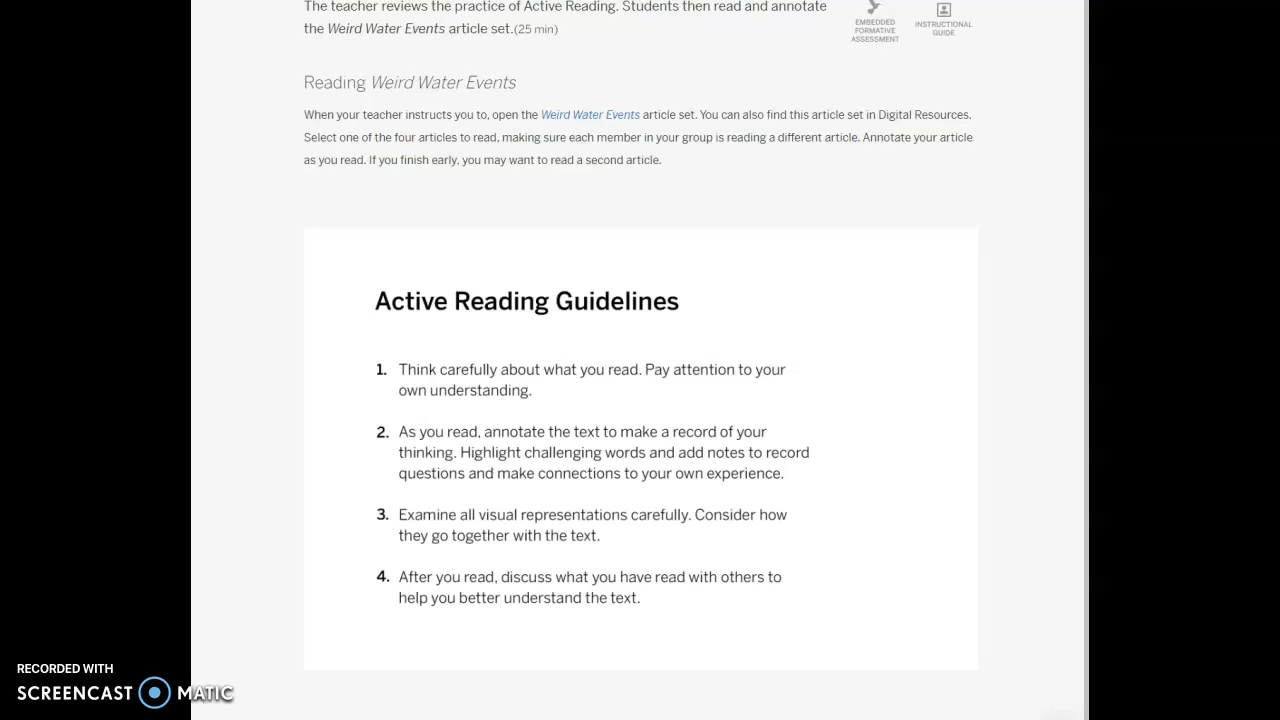 The teacher reviews the practice of Active Reading. Students then read and annotate
the Weird Water Events article set.(25 min)
EMBEDDED
FORMATIVE
ASSESSMENT
INSTRUCTIONAL
GUIDE
Reading Weird Water Events
When your teacher instructs you to, open the Weird Water Events article set. You can also find this article set in Digital Resources.
Select one of the four articles to read, making sure each member in your group is reading a different article. Annotate your article
as you read. If you finish early, you may want to read a second article.
Active Reading Guidelines
1. Think carefully about what you read. Pay attention to your
own understanding.
2. As you read, annotate the text to make a record of your
thinking. Highlight challenging words and add notes to record
questions and make connections to your own experience.
3. Examine all visual representations carefully. Consider how
they go together with the text.
4. After you read, discuss what you have read with others to
help you better understand the text.
RECORDED WITH
SCREENCAST MATIC